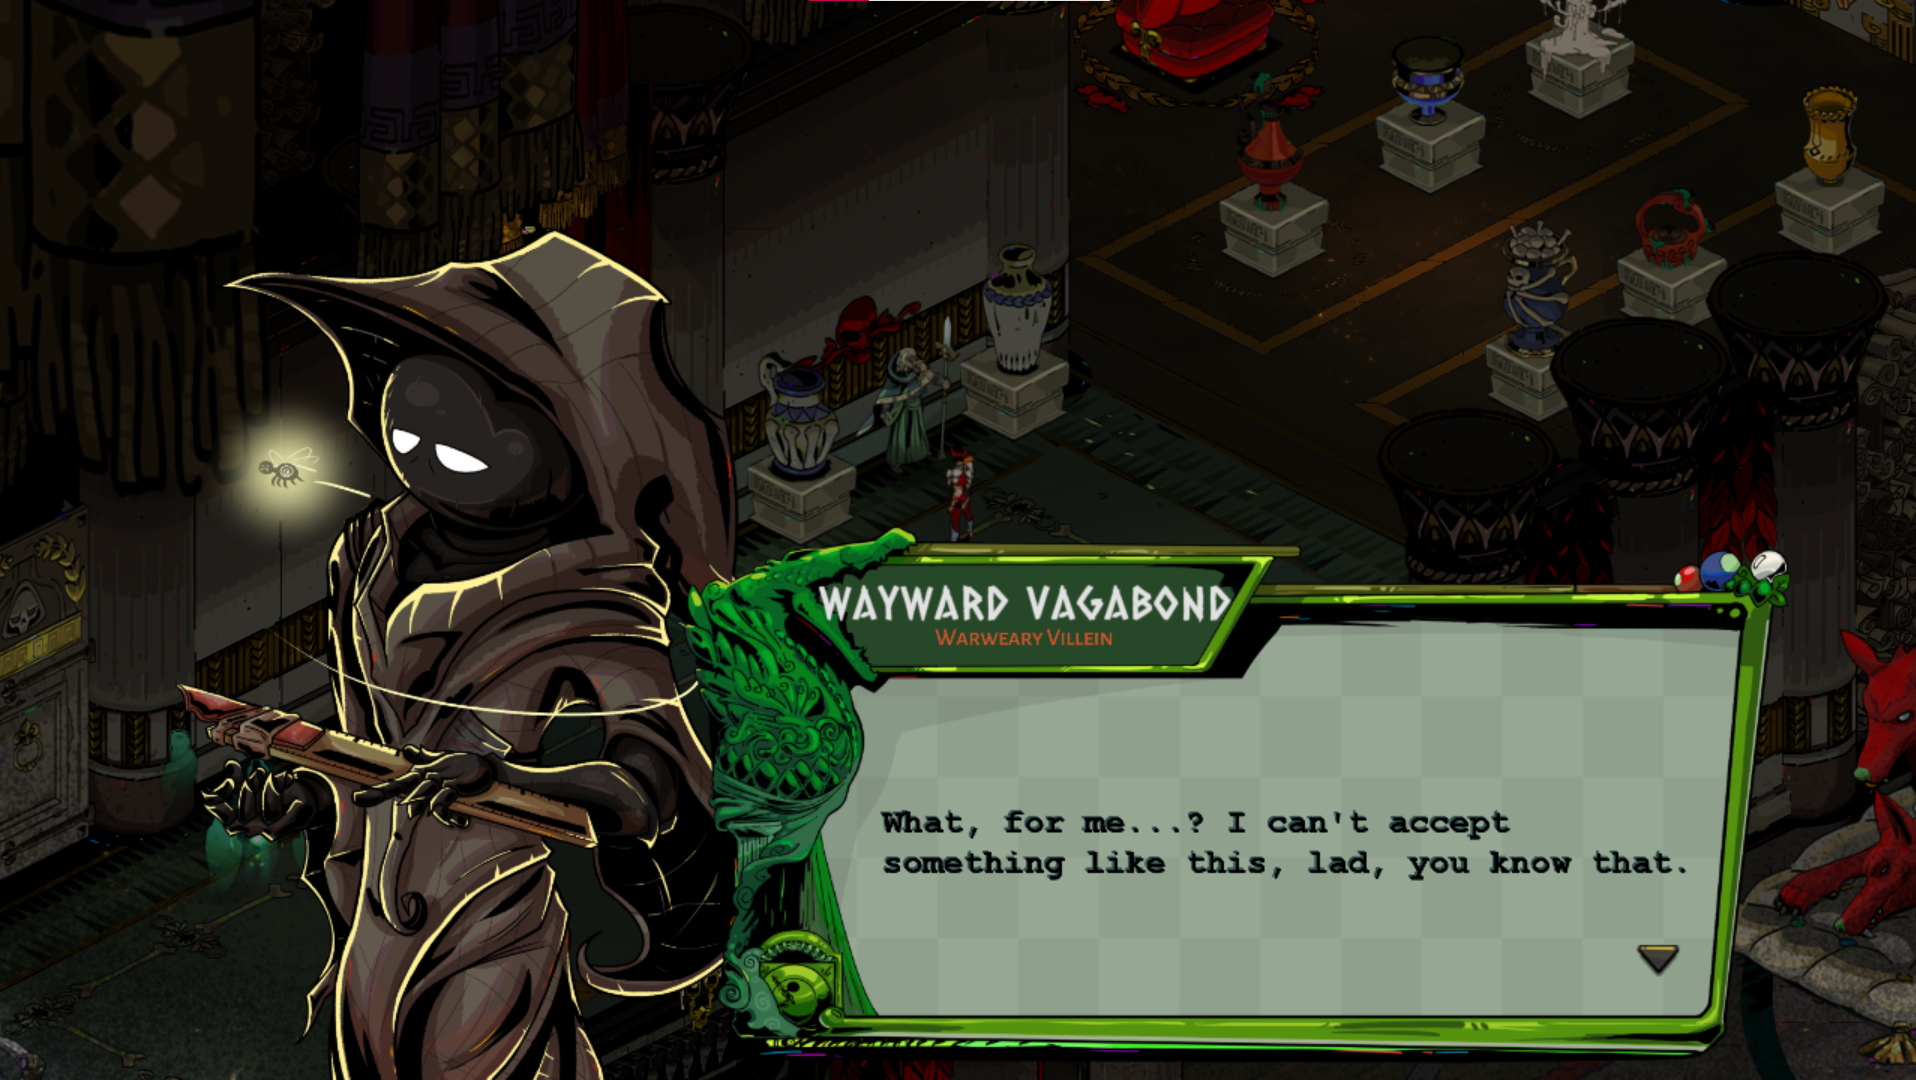 WAYWARD VAGABOND
WARWEARY VILLEIN
What, for me...? I can't accept
something like this, lad, you know that.